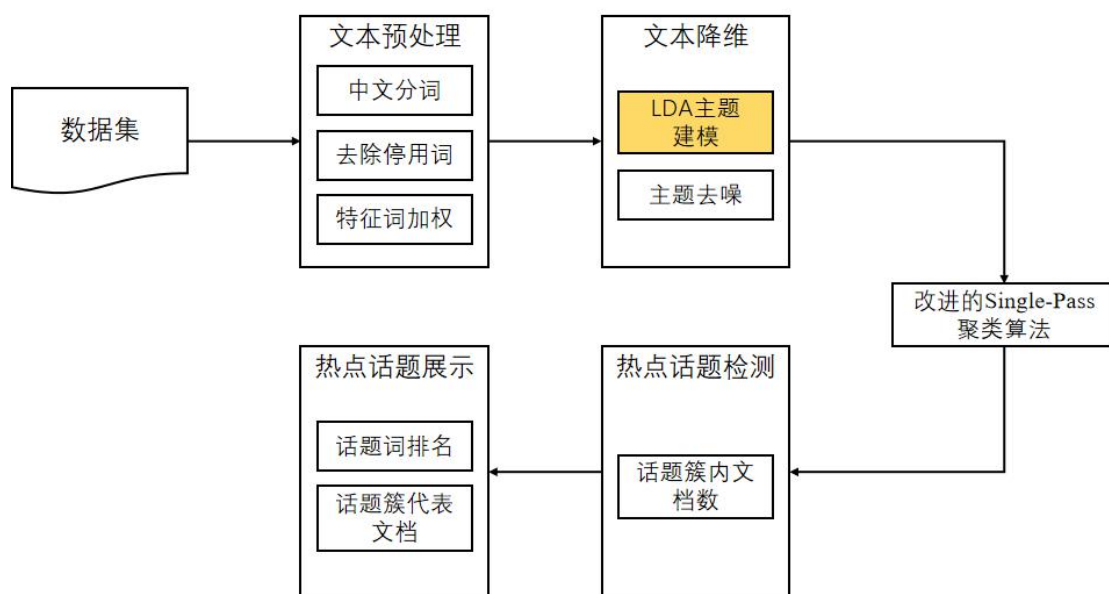 数据集
文本预处理
中文分词
去除停用词
特征词加权
文本降维
LDA主题
建模
主题去噪
改进的Single-Pass
聚类算法
热点话题检测
话题簇内文
档数
热点话题展示
话题词排名
话题簇代表
文档